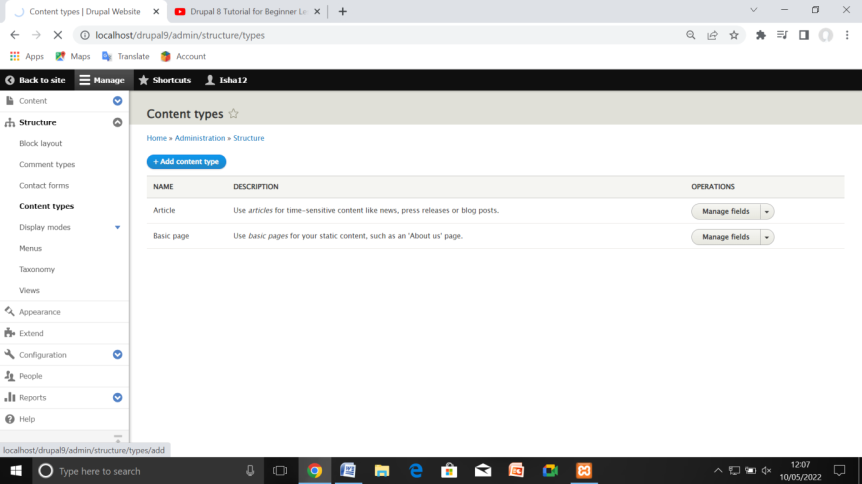 Content types | Drupal Website
Drupal 8 Tutorial for Beginner Le
localhost/drupal9/admin/structure/types
Apps Maps Translate Account
Back to site Manage Shortcuts Isha12
Content
Structure
Block layout
Comment types
Contact forms
Content types
Display modes
Menus
Taxonomy
Views
Appearance
Extend
Configuration
People
Reports
Help
Content types
Home » Administration » Structure
+ Add content type
NAME DESCRIPTION OPERATIONS
Article Use articles for time-sensitive content like news, press releases or blog posts. Manage fields
Basic page Use basic pages for your static content, such as an 'About us' page. Manage fields
localhost/drupal9/admin/structure/types/add
Type here to search
12:07
10/05/2022